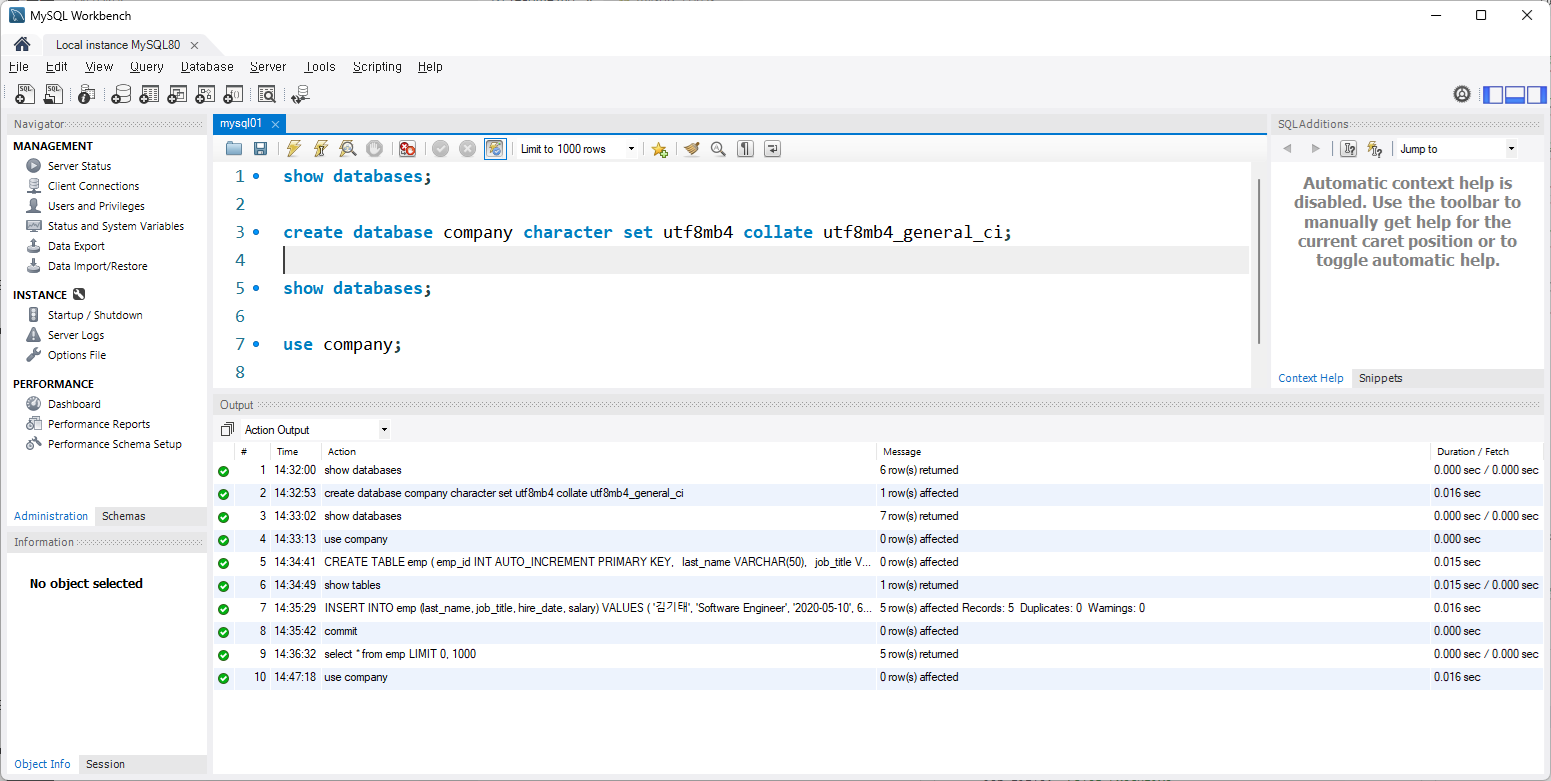 MySQL Workbench
Local instance MySQL80
File Edit View Query Database Server Tools Scripting Help
Navigator
MANAGEMENT
Server Status
Client Connections
Users and Privileges
Status and System Variables
Data Export
Data Import/Restore
INSTANCE
Startup / Shutdown
Server Logs
Options File
PERFORMANCE
Dashboard
Performance Reports
Performance Schema Setup
Administration Schemas
Information
No object selected
Object Info Session
mysql01
Limit to 1000 rows
1 show databases;
2
3 create database company character set utf8mb4 collate utf8mb4_general_ci;
4
5 show databases;
6
7 use company;
8
SQLAdditions
Jump to
Automatic context help is
disabled. Use the toolbar to
manually get help for the
current caret position or to
toggle automatic help.
Context Help Snippets
Output
Action Output
# Time Action Message Duration / Fetch
1 14:32:00 show databases 6 row(s) returned 0.000 sec / 0.000 sec
2 14:32:53 create database company character set utf8mb4 collate utf8mb4_general_ci 1 row(s) affected 0.016 sec
3 14:33:02 show databases 7 row(s) returned 0.000 sec / 0.000 sec
4 14:33:13 use company 0 row(s) affected 0.000 sec
5 14:34:41 CREATE TABLE emp ( emp_id INT AUTO_INCREMENT PRIMARY KEY, last_name VARCHAR(50), job_title V... 0 row(s) affected 0.015 sec
6 14:34:49 show tables 1 row(s) returned 0.015 sec / 0.000 sec
7 14:35:29 INSERT INTO emp (last_name, job_title, hire_date, salary) VALUES ( '김기태', 'Software Engineer', '2020-05-10', 6... 5 row(s) affected Records: 5 Duplicates: 0 Warnings: 0 0.016 sec
8 14:35:42 commit 0 row(s) affected 0.000 sec
9 14:36:32 select * from emp LIMIT 0, 1000 5 row(s) returned 0.000 sec / 0.000 sec
10 14:47:18 use company 0 row(s) affected 0.016 sec